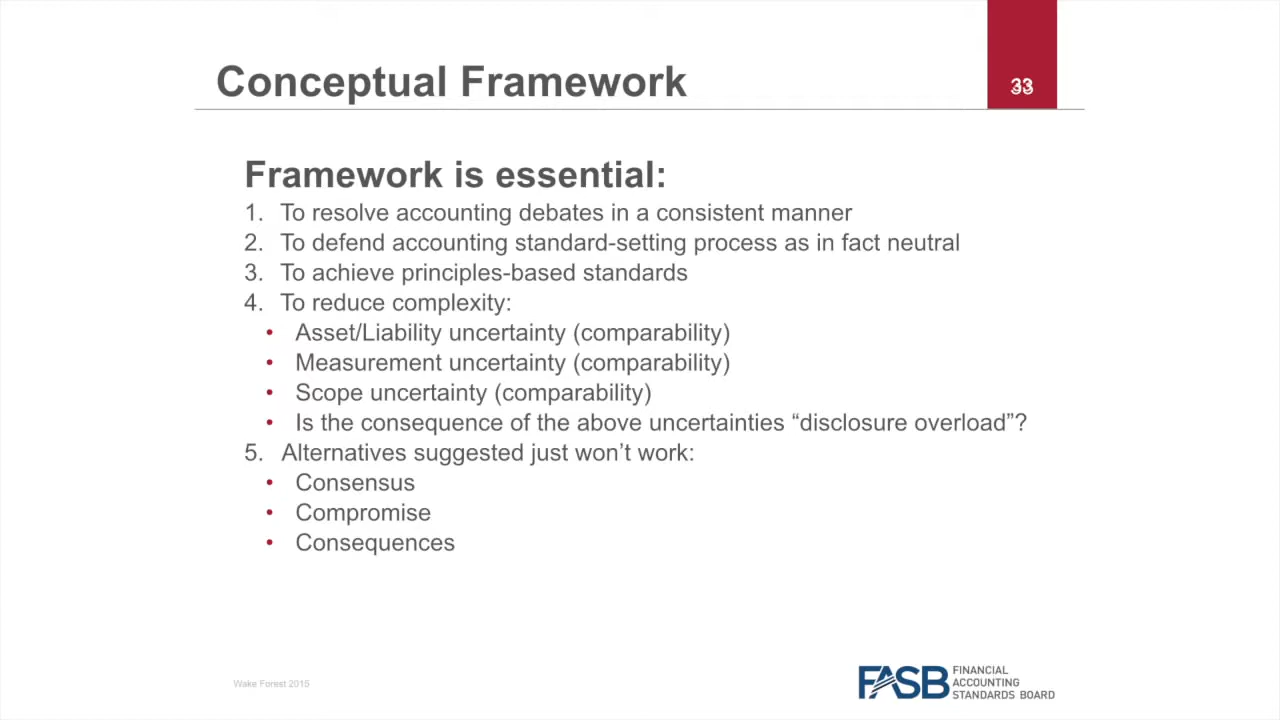 Conceptual Framework
33
Framework is essential:
1. To resolve accounting debates in a consistent manner
2. To defend accounting standard-setting process as in fact neutral
3. To achieve principles-based standards
4. To reduce complexity:
• Asset/Liability uncertainty (comparability)
• Measurement uncertainty (comparability)
• Scope uncertainty (comparability)
• Is the consequence of the above uncertainties “disclosure overload”?
5. Alternatives suggested just won’t work:
• Consensus
• Compromise
• Consequences
Wake Forest 2015
FASB
FINANCIAL
ACCOUNTING
STANDARDS BOARD